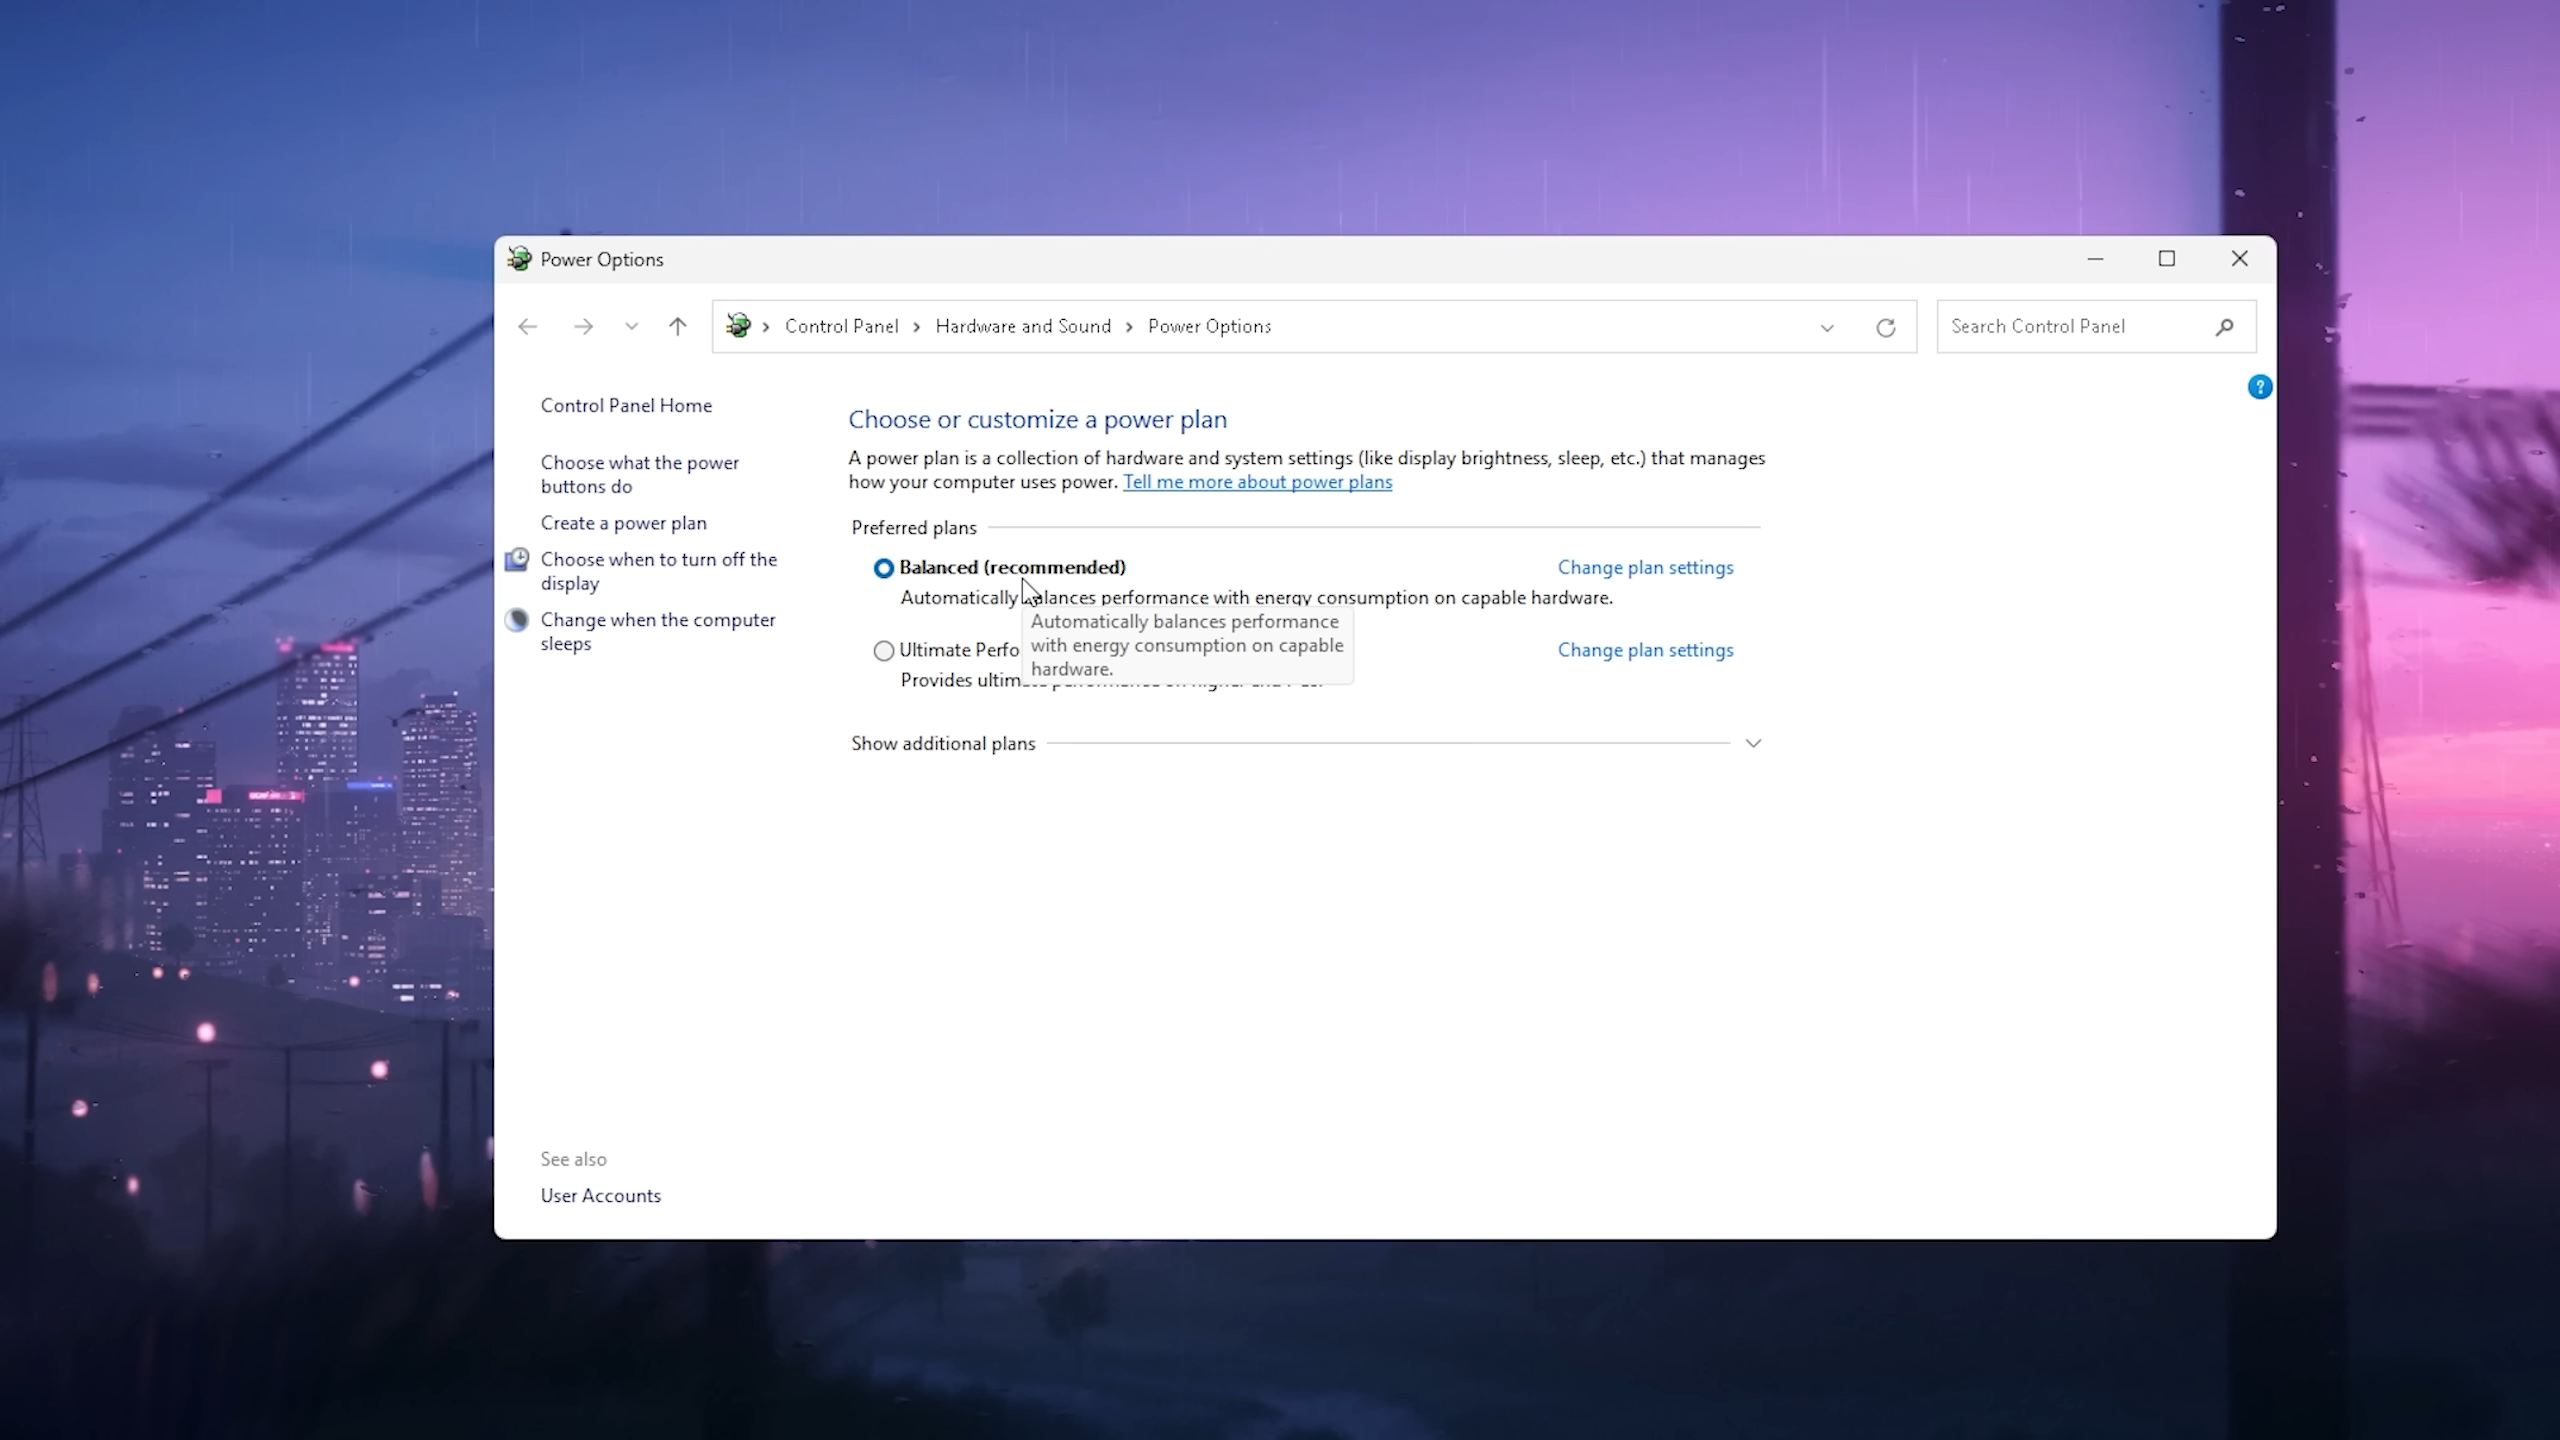 Power Options
Control Panel
Hardware and Sound
Power Options
Search Control Panel
?
Control Panel Home
Choose what the power
buttons do
Create a power plan
Choose when to turn off the
display
Change when the computer
sleeps
Choose or customize a power plan
A power plan is a collection of hardware and system settings (like display brightness, sleep, etc.) that manages
how your computer uses power. Tell me more about power plans
Preferred plans
Balanced (recommended)
Change plan settings
Automatically balances performance with energy consumption on capable hardware.
Automatically balances performance
with energy consumption on capable
hardware.
Ultimate Perfo
Change plan settings
Provides ultim
Show additional plans
See also
User Accounts